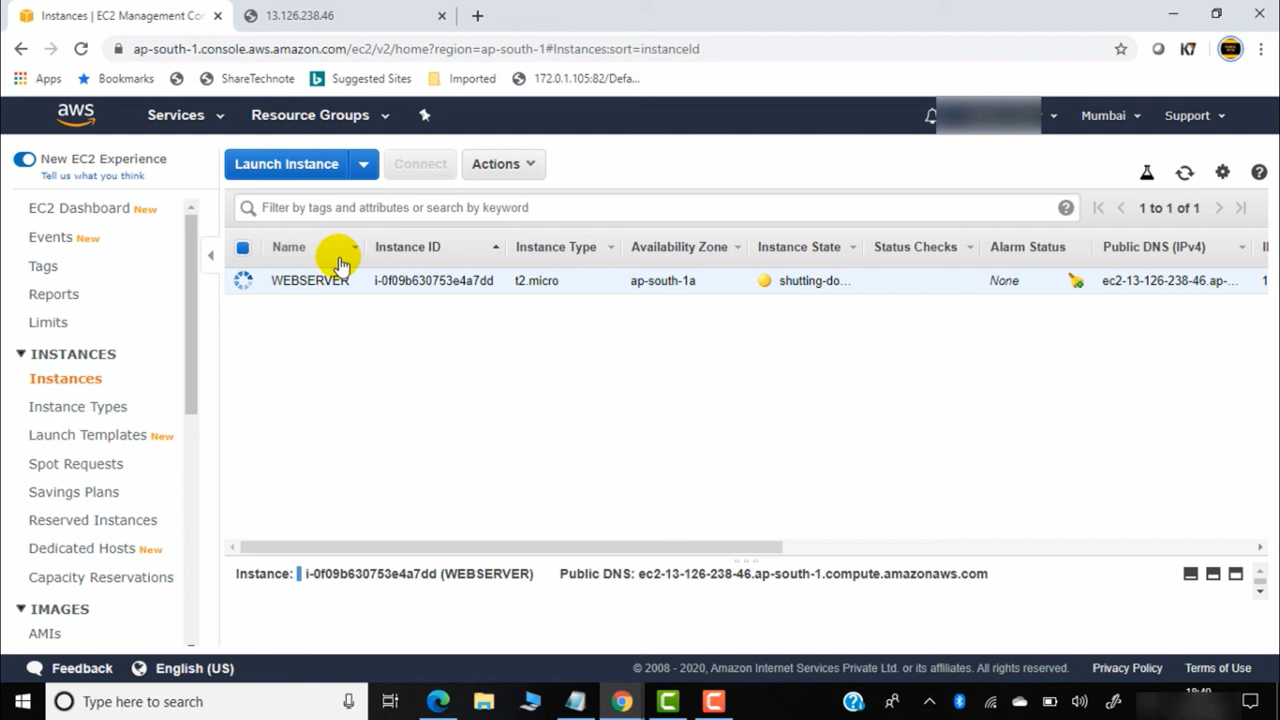 Instances | EC2 Management Con
13.126.238.46
ap-south-1.console.aws.amazon.com/ec2/v2/home?region=ap-south-1#Instances:sort=instanceId
K7
Apps Bookmarks ShareTechnote Suggested Sites Imported 172.0.1.105:82/Defa...
aws Services Resource Groups Mumbai Support
New EC2 Experience
Tell us what you think
Launch Instance Connect Actions
EC2 Dashboard New
Events New
Tags
Reports
Limits
INSTANCES
Instances
Instance Types
Launch Templates New
Spot Requests
Savings Plans
Reserved Instances
Dedicated Hosts New
Capacity Reservations
IMAGES
AMIs
Filter by tags and attributes or search by keyword
1 to 1 of 1
Name Instance ID Instance Type Availability Zone Instance State Status Checks Alarm Status Public DNS (IPv4)
WEBSERVER i-0f09b630753e4a7dd t2.micro ap-south-1a shutting-do... None ec2-13-126-238-46.ap-...
Instance: i-0f09b630753e4a7dd (WEBSERVER) Public DNS: ec2-13-126-238-46.ap-south-1.compute.amazonaws.com
Feedback English (US) © 2008 - 2020, Amazon Internet Services Private Ltd. or its affiliates. All rights reserved. Privacy Policy Terms of Use
Type here to search